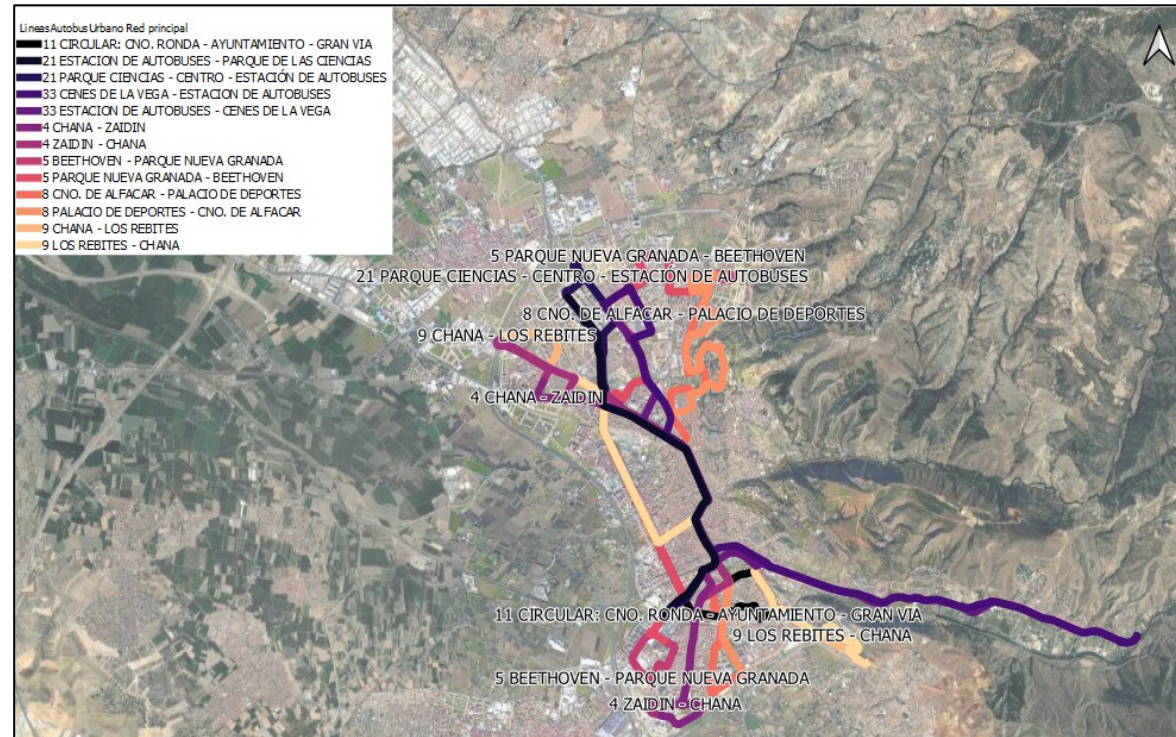 LineasAutobusUrbano Red principal
11 CIRCULAR: CNO. RONDA - AYUNTAMIENTO - GRAN VIA
21 ESTACION DE AUTOBUSES - PARQUE DE LAS CIENCIAS
21 PARQUE CIENCIAS - CENTRO - ESTACIÓN DE AUTOBUSES
33 CENES DE LA VEGA - ESTACION DE AUTOBUSES
33 ESTACION DE AUTOBUSES - CENES DE LA VEGA
4 CHANA - ZAIDIN
4 ZAIDIN - CHANA
5 BEETHOVEN - PARQUE NUEVA GRANADA
5 PARQUE NUEVA GRANADA - BEETHOVEN
8 CNO. DE ALFACAR - PALACIO DE DEPORTES
8 PALACIO DE DEPORTES - CNO. DE ALFACAR
9 CHANA - LOS REBITES
9 LOS REBITES - CHANA
5 PARQUE NUEVA GRANADA - BEETHOVEN
21 PARQUE CIENCIAS - CENTRO - ESTACIÓN DE AUTOBUSES
8 CNO. DE ALFACAR - PALACIO DE DEPORTES
9 CHANA - LOS REBITES
4 CHANA - ZAIDIN
11 CIRCULAR: CNO. RONDA - AYUNTAMIENTO - GRAN VIA
9 LOS REBITES - CHANA
5 BEETHOVEN - PARQUE NUEVA GRANADA
4 ZAIDIN - CHANA